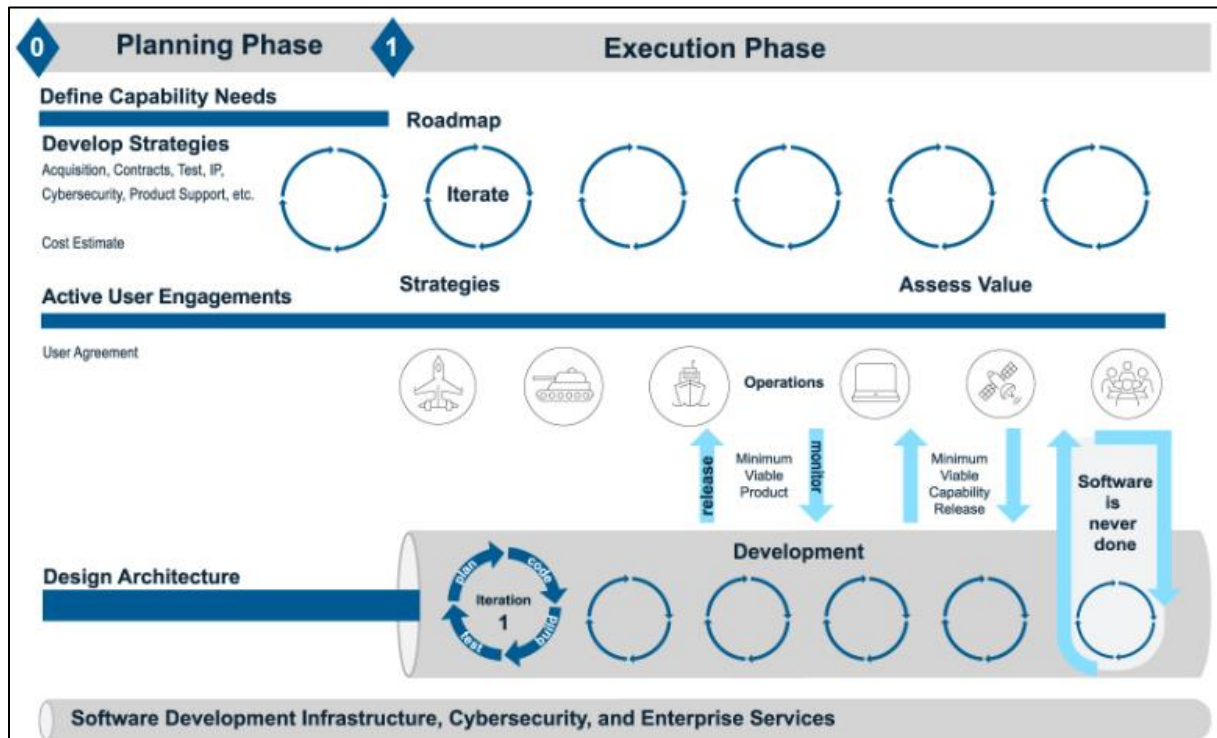 0
Planning Phase
1
Execution Phase
Define Capability Needs
Roadmap
Develop Strategies
Acquisition, Contracts, Test, IP,
Cybersecurity, Product Support, etc.
Iterate
Cost Estimate
Strategies
Assess Value
Active User Engagements
User Agreement
Operations
release
Minimum
Viable
Product
monitor
Minimum
Viable
Capability
Release
Software
is
never
done
Development
Design Architecture
plan
code
build
test
Iteration
1
Software Development Infrastructure, Cybersecurity, and Enterprise Services